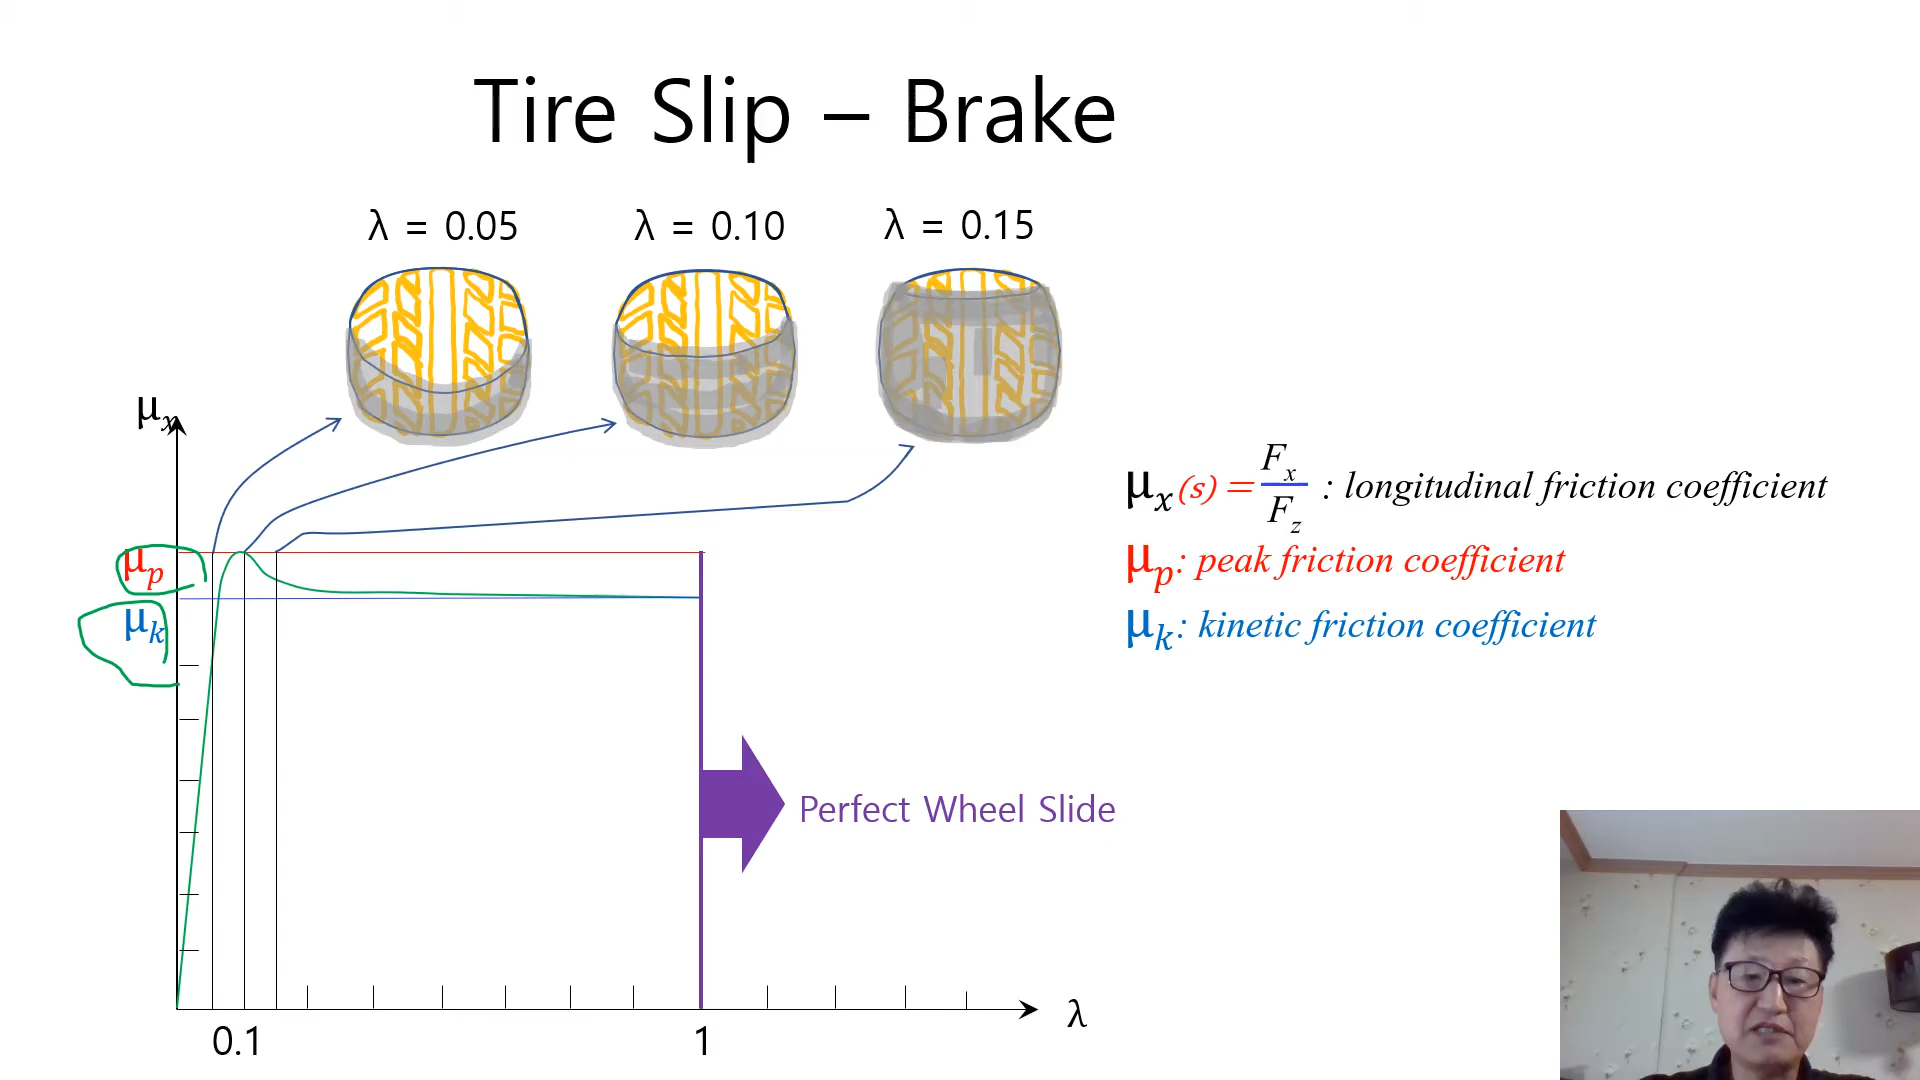 Tire Slip – Brake
λ = 0.05
λ = 0.10
λ = 0.15
μx
μp
μk
μx(s) = Fx/Fz : longitudinal friction coefficient
μp: peak friction coefficient
μk: kinetic friction coefficient
Perfect Wheel Slide
λ
0.1
1